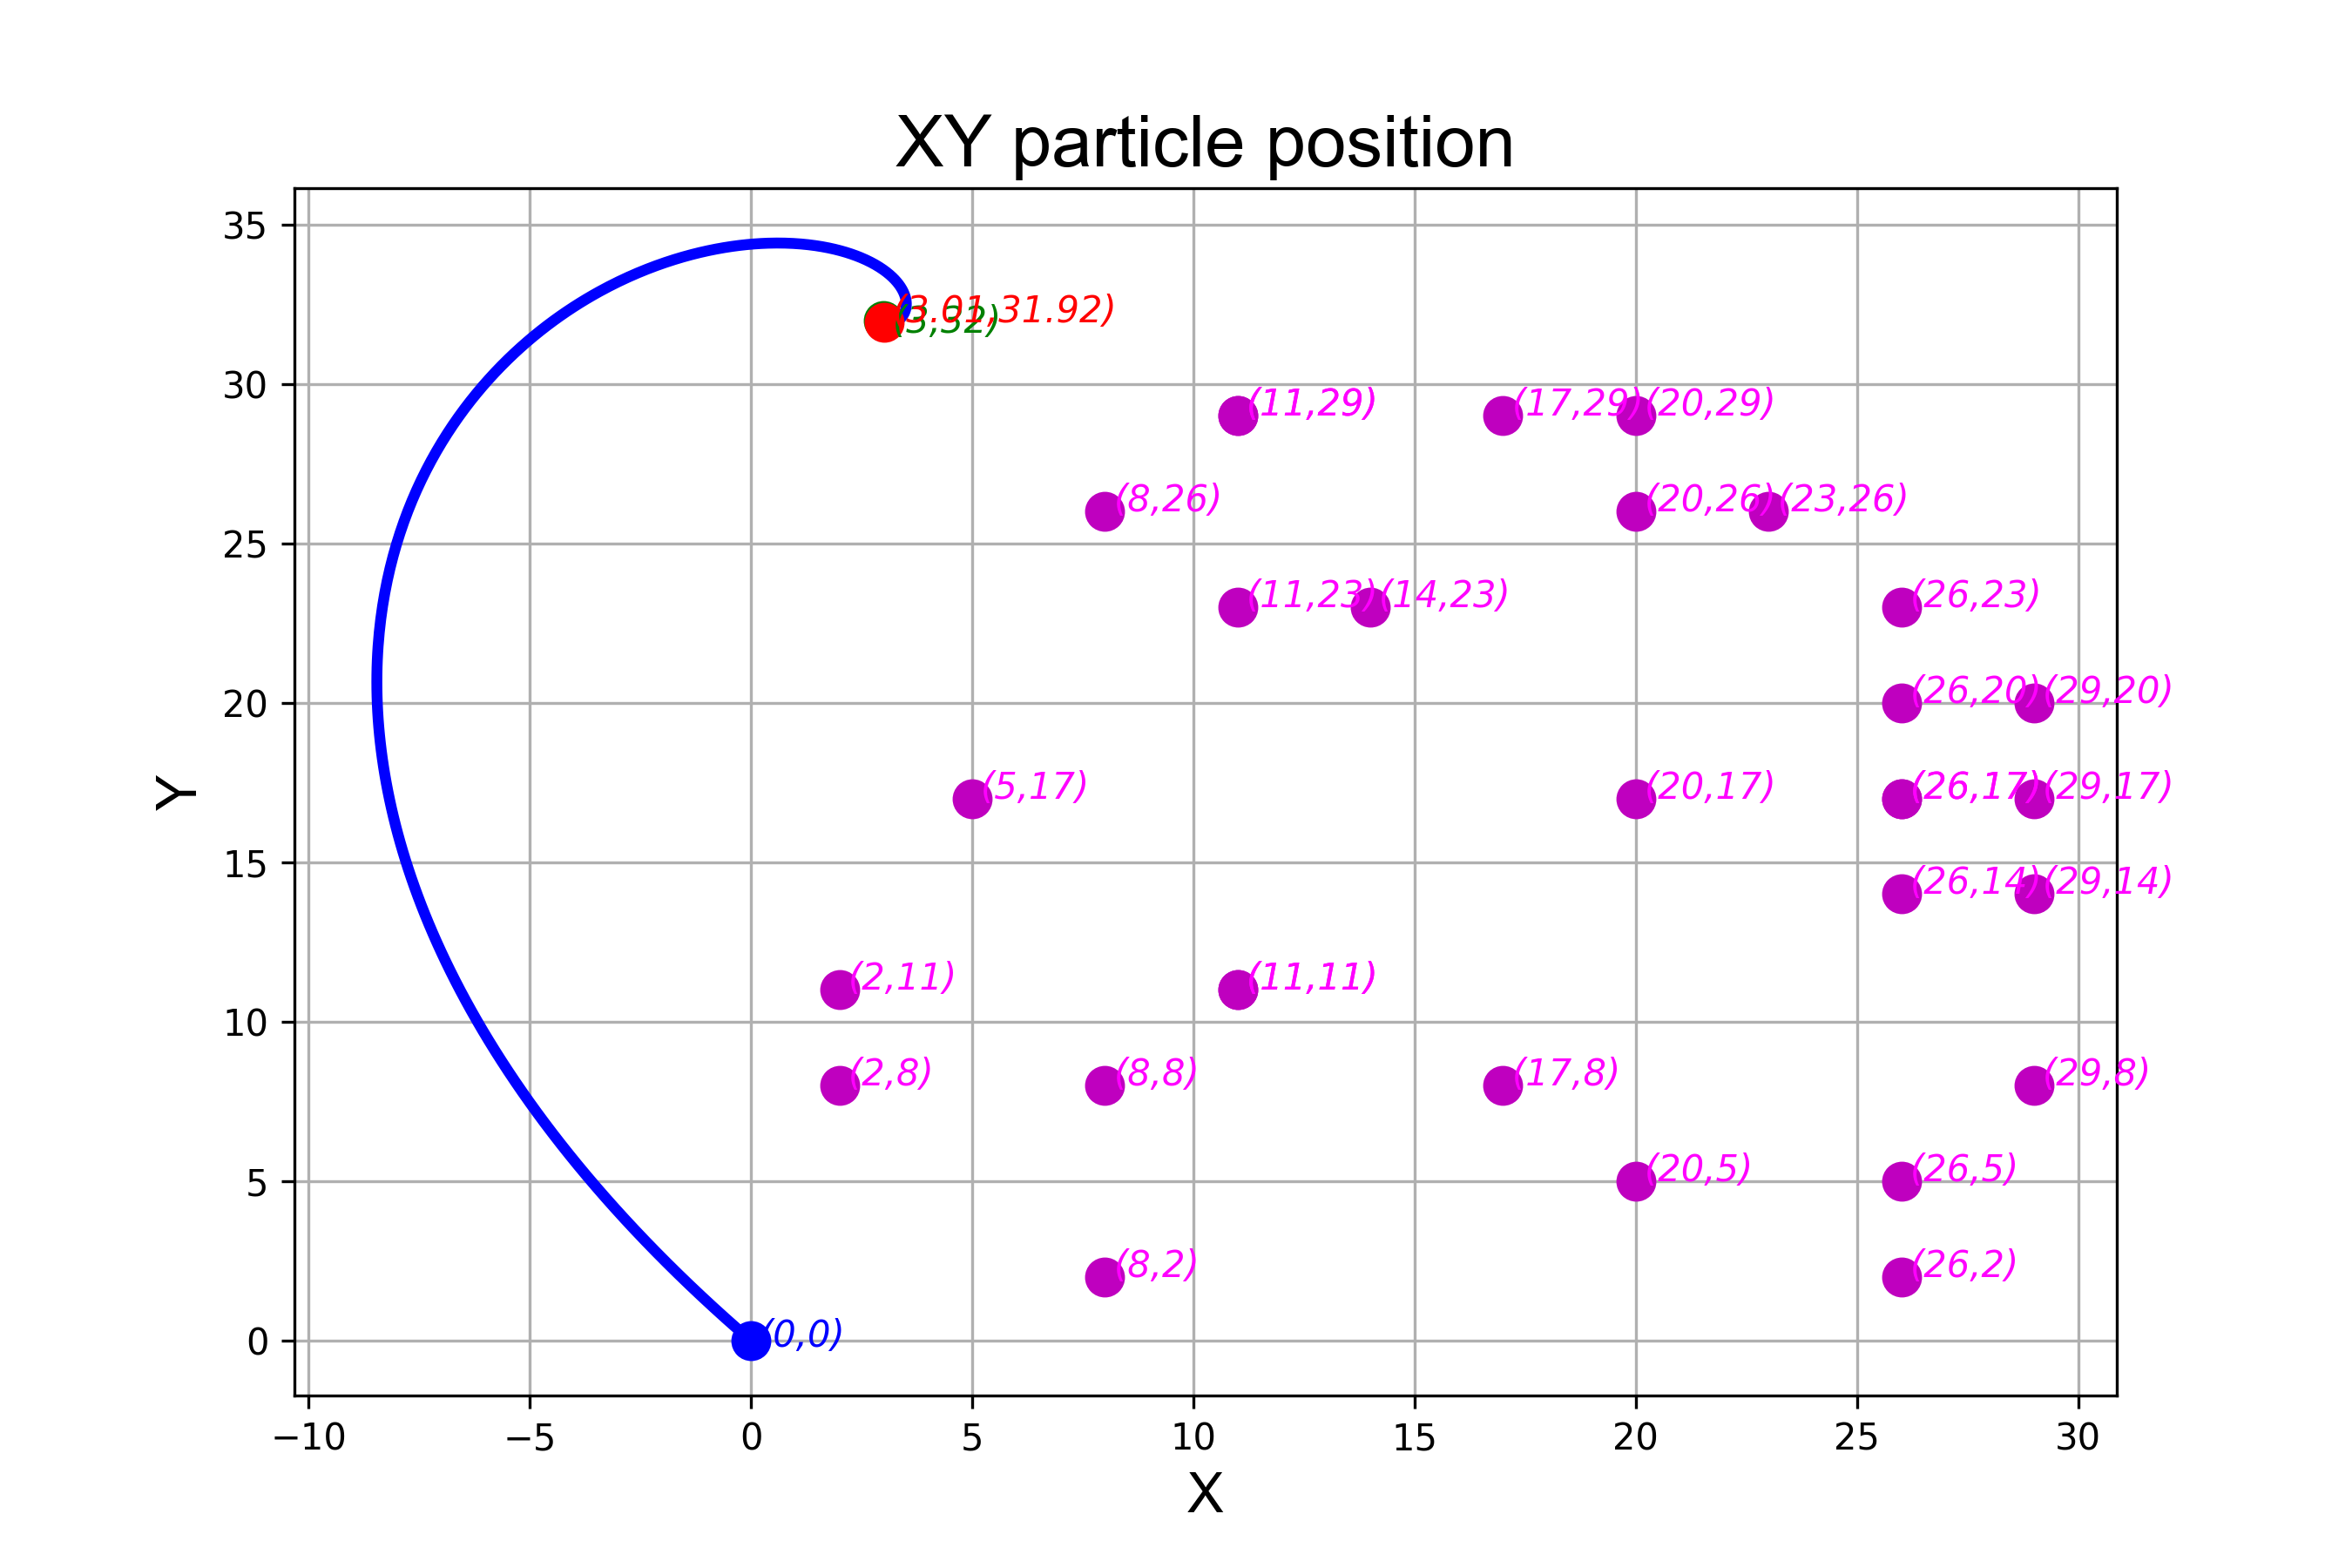 XY particle position
35
(3.01,31.92)
(3,32)
30
(11,29) (17,29) (20,29)
(8,26) (20,26) (23,26)
25
(11,23) (14,23) (26,23)
20
(26,20) (29,20)
(5,17) (20,17) (26,17) (29,17)
15
(26,14) (29,14)
(2,11) (11,11)
10
(2,8) (8,8) (17,8) (29,8)
5
(20,5) (26,5)
(8,2) (26,2)
0
(0,0)
−10 −5 0 5 10 15 20 25 30
X
Y